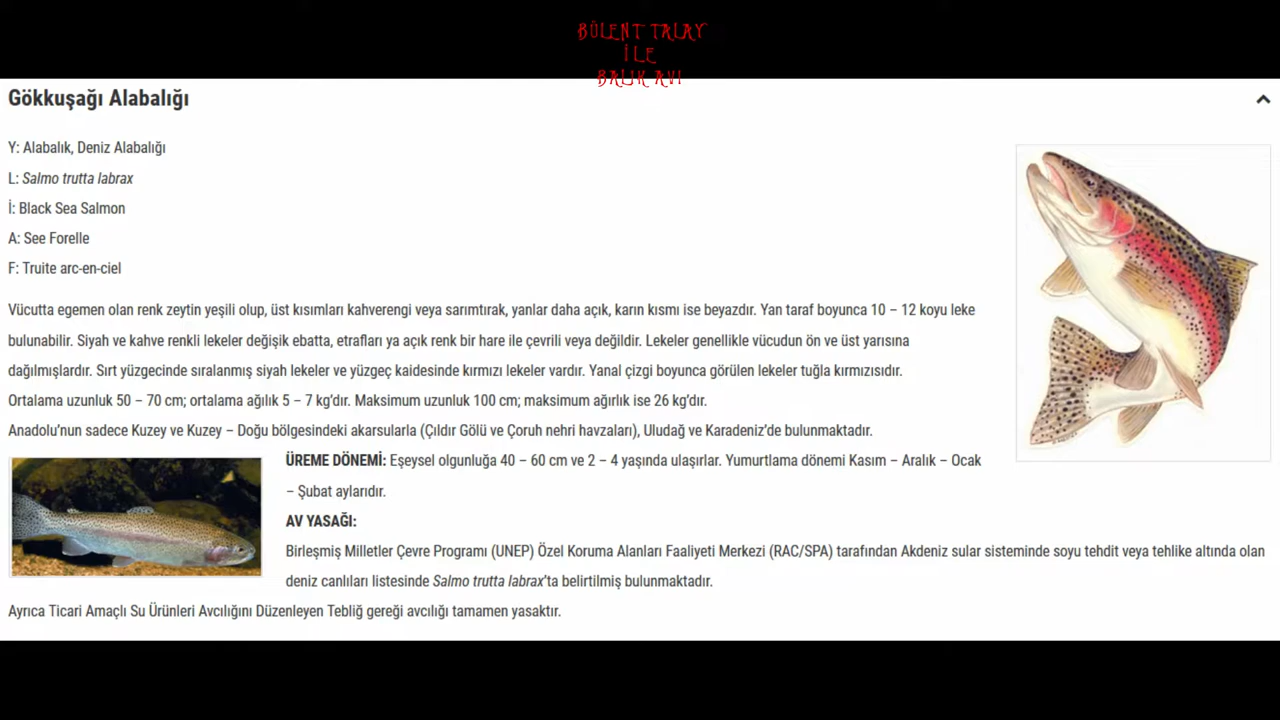 BÜLENT TALAY
İLE
BALIK AVI
Gökkuşağı Alabalığı
Y: Alabalık, Deniz Alabalığı
L: Salmo trutta labrax
İ: Black Sea Salmon
A: See Forelle
F: Truite arc-en-ciel
Vücutta egemen olan renk zeytin yeşili olup, üst kısımları kahverengi veya sarımtırak, yanlar daha açık, karın kısmı ise beyazdır. Yan taraf boyunca 10 – 12 koyu leke
bulunabilir. Siyah ve kahve renkli lekeler değişik ebatta, etrafları ya açık renk bir hare ile çevrili veya değildir. Lekeler genellikle vücudun ön ve üst yarısına
dağılmışlardır. Sırt yüzgecinde sıralanmış siyah lekeler ve yüzgeç kaidesinde kırmızı lekeler vardır. Yanal çizgi boyunca görülen lekeler tuğla kırmızısıdır.
Ortalama uzunluk 50 – 70 cm; ortalama ağılık 5 – 7 kg’dır. Maksimum uzunluk 100 cm; maksimum ağırlık ise 26 kg’dır.
Anadolu’nun sadece Kuzey ve Kuzey – Doğu bölgesindeki akarsularla (Çıldır Gölü ve Çoruh nehri havzaları), Uludağ ve Karadeniz’de bulunmaktadır.
ÜREME DÖNEMİ: Eşeysel olgunluğa 40 – 60 cm ve 2 – 4 yaşında ulaşırlar. Yumurtlama dönemi Kasım – Aralık – Ocak
– Şubat aylarıdır.
AV YASAĞI:
Birleşmiş Milletler Çevre Programı (UNEP) Özel Koruma Alanları Faaliyeti Merkezi (RAC/SPA) tarafından Akdeniz sular sisteminde soyu tehdit veya tehlike altında olan
deniz canlıları listesinde Salmo trutta labrax’ta belirtilmiş bulunmaktadır.
Ayrıca Ticari Amaçlı Su Ürünleri Avcılığını Düzenleyen Tebliğ gereği avcılığı tamamen yasaktır.